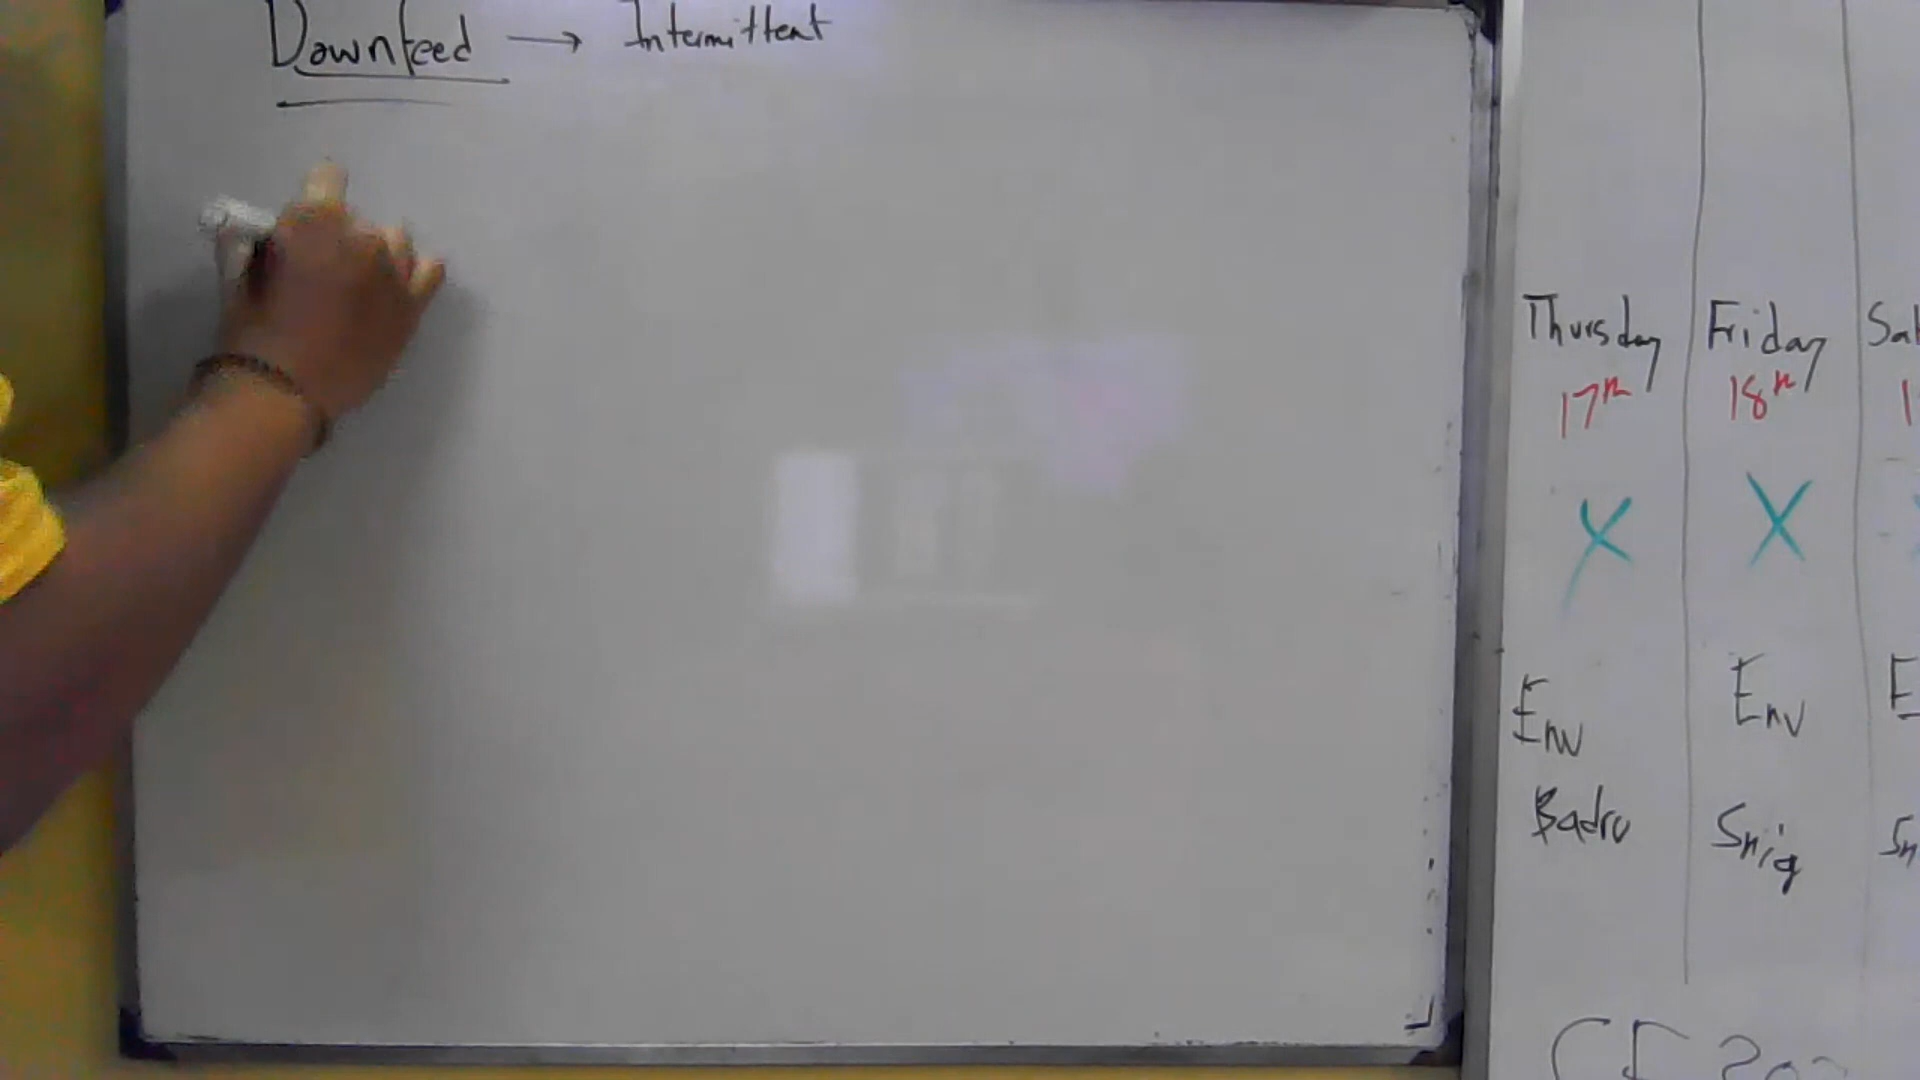 Downfeed → Intermittent
Thursday Friday
17th 18th
X X
Env Env
Badru Sniq